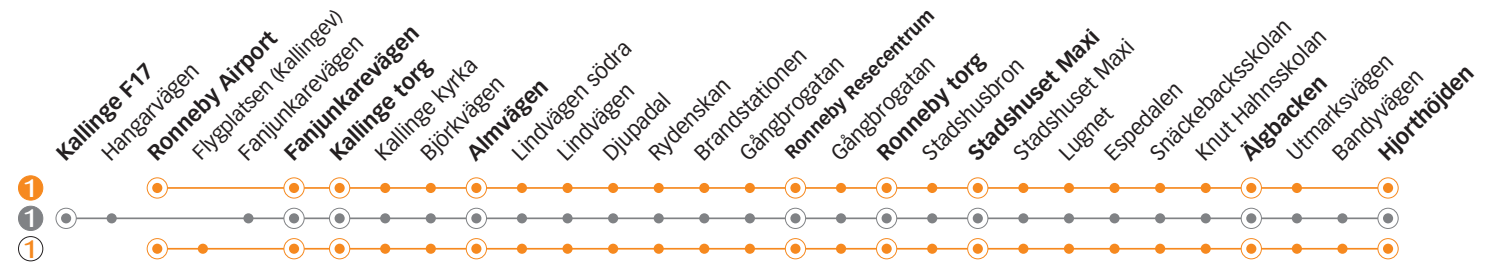 Kallinge F17
Hangarvägen
Ronneby Airport
Flygplatsen (Kallingev)
Fanjunkarevägen
Fanjunkarevägen
Kallinge torg
Kallinge Kyrka
Björkvägen
Almvägen
Lindvägen södra
Lindvägen
Djupadal
Rydenskan
Brandstationen
Gångbrogatan
Ronneby Resecentrum
Gångbrogatan
Ronneby torg
Stadshusbron
Stadshuset Maxi
Stadshuset Maxi
Lugnet
Espedalen
Snäckebacksskolan
Knut Hahnsskolan
Älgbacken
Utmarksvägen
Bandyvägen
Hjorthöjden
1
1
1